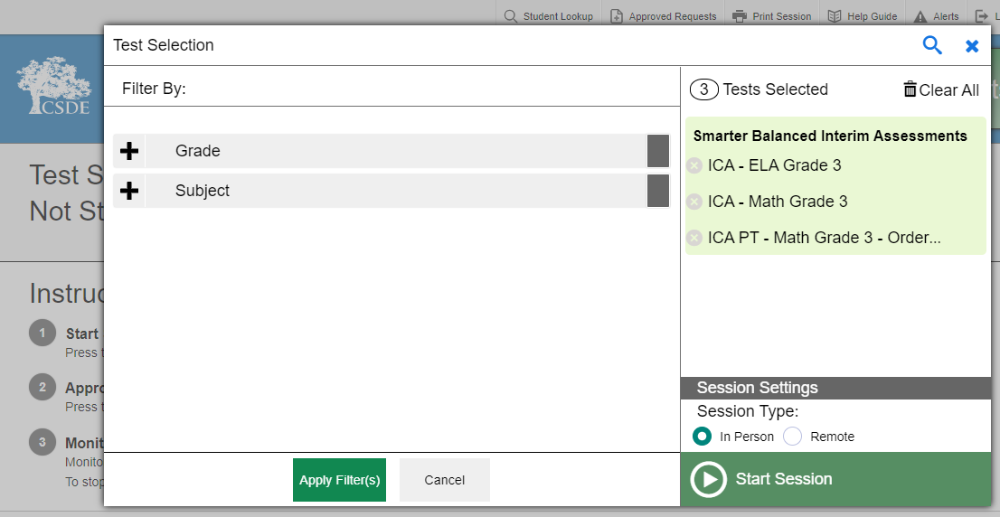 Student Lookup
Approved Requests
Print Session
Help Guide
Alerts
L
CSDE
Test Selection
Filter By:
Grade
Subject
Apply Filter(s)
Cancel
3 Tests Selected
Clear All
Smarter Balanced Interim Assessments
ICA - ELA Grade 3
ICA - Math Grade 3
ICA PT - Math Grade 3 - Order...
Session Settings
Session Type:
In Person
Remote
Start Session
Test S
Not St
Instruc
1 Start
Press t
2 Appro
Press t
3 Monit
Monito
To stop